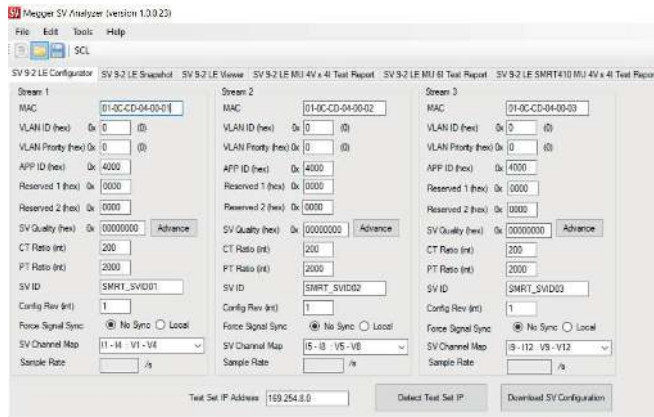 Megger SV Analyzer (version 1.0.0.23)
File Edit Tools Help
SCL
SV 9-2 LE Configurator SV 9-2 LE Snapshot SV 9-2 LE Viewer SV 9-2 LE MU 4V x 4I Test Report SV 9-2 LE MU 6I Test Report SV 9-2 LE SMRT410 MU 4V x 4I Test Repor
Stream 1 Stream 2 Stream 3
MAC 01-0C-CD-04-00-01 MAC 01-0C-CD-04-00-02 MAC 01-0C-CD-04-00-03
VLAN ID (hex) 0x 0 (0) VLAN ID (hex) 0x 0 (0) VLAN ID (hex) 0x 0 (0)
VLAN Priority (hex) 0x 0 (0) VLAN Priority (hex) 0x 0 (0) VLAN Priority (hex) 0x 0 (0)
APP ID (hex) 0x 4000 APP ID (hex) 0x 4000 APP ID (hex) 0x 4000
Reserved 1 (hex) 0x 0000 Reserved 1 (hex) 0x 0000 Reserved 1 (hex) 0x 0000
Reserved 2 (hex) 0x 0000 Reserved 2 (hex) 0x 0000 Reserved 2 (hex) 0x 0000
SV Quality (hex) 0x 00000000 Advance SV Quality (hex) 0x 00000000 Advance SV Quality (hex) 0x 00000000 Advance
CT Ratio (int) 200 CT Ratio (int) 200 CT Ratio (int) 200
PT Ratio (int) 2000 PT Ratio (int) 2000 PT Ratio (int) 2000
SV ID SMRT_SVID01 SV ID SMRT_SVID02 SV ID SMRT_SVID03
Config Rev (int) 1 Config Rev (int) 1 Config Rev (int) 1
Force Signal Sync No Sync Local Force Signal Sync No Sync Local Force Signal Sync No Sync Local
SV Channel Map I1 - I4 : V1 - V4 SV Channel Map I5 - I8 : V5 - V8 SV Channel Map I9 - I12 : V9 - V12
Sample Rate /s Sample Rate /s Sample Rate /s
Test Set IP Address 169.254.8.0 Detect Test Set IP Download SV Configuration